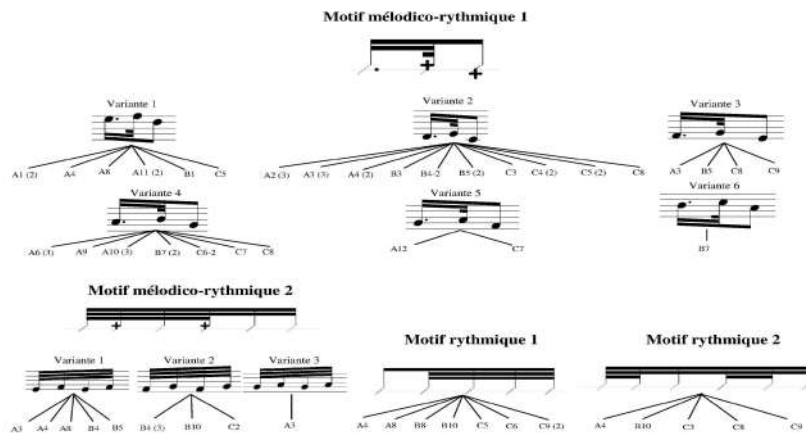 Motif mélodico-rythmique 1
Variante 1 Variante 2 Variante 3
A1 (2) A4 A8 A11 (2) B1 C5 A2 (3) A3 (3) A4 (2) B3 B4-2 B5 (2) C3 C4 (2) C5 (2) C8 A3 B5 C8 C9
Variante 4 Variante 5 Variante 6
A6 (3) A9 A10 (3) B7 (2) C6-2 C7 C8 A12 C7 B7
Motif mélodico-rythmique 2
Motif rythmique 1 Motif rythmique 2
Variante 1 Variante 2 Variante 3
A3 A4 A8 B4 B5 B4 (3) B10 C2 A3 A4 A8 B8 B10 C5 C6 C9 (2) A4 B10 C3 C8 C9